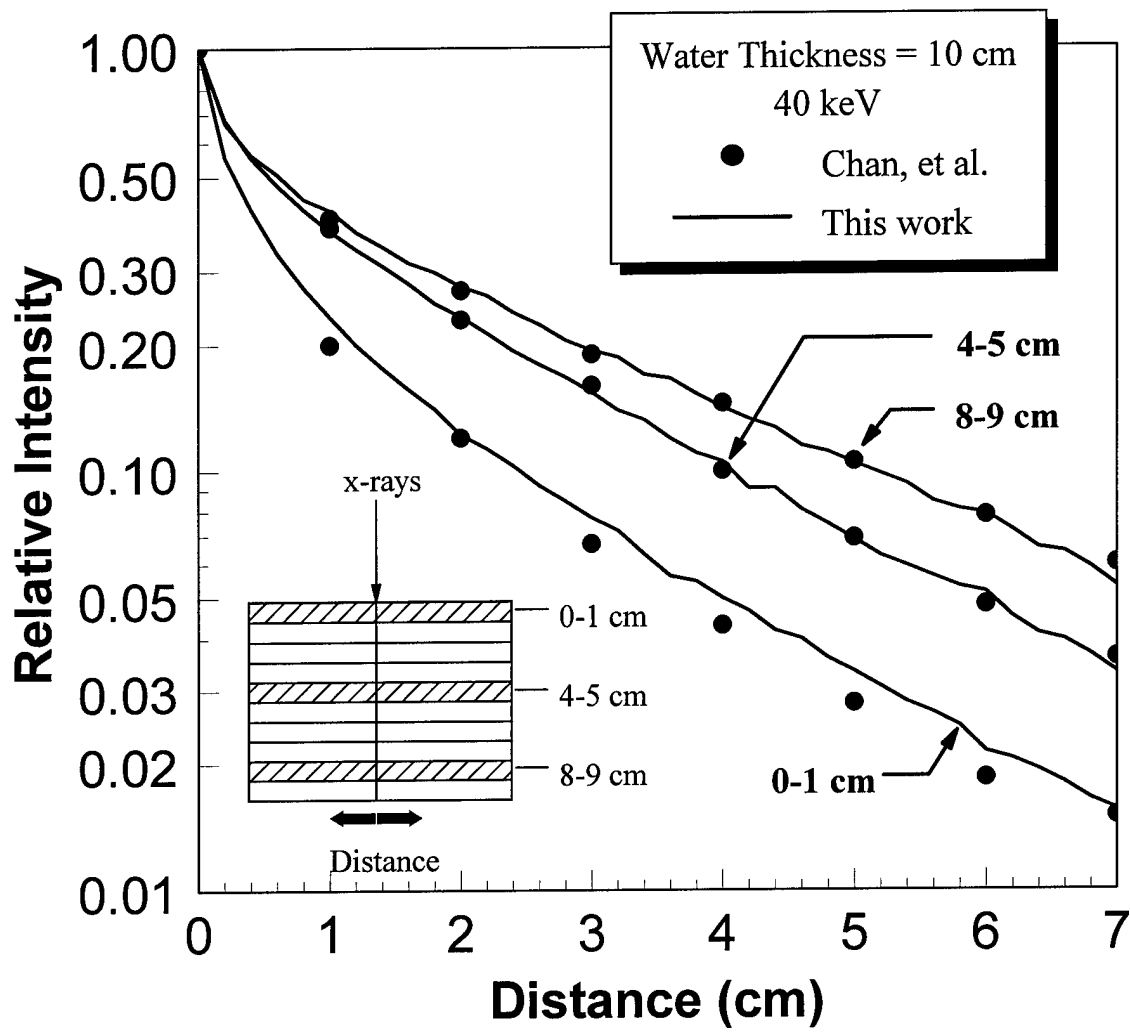 Water Thickness = 10 cm
40 keV
Chan, et al.
This work
Relative Intensity
1.00
0.50
0.30
0.20
0.10
0.05
0.03
0.02
0.01
4-5 cm
8-9 cm
0-1 cm
x-rays
0-1 cm
4-5 cm
8-9 cm
Distance
0 1 2 3 4 5 6 7
Distance (cm)